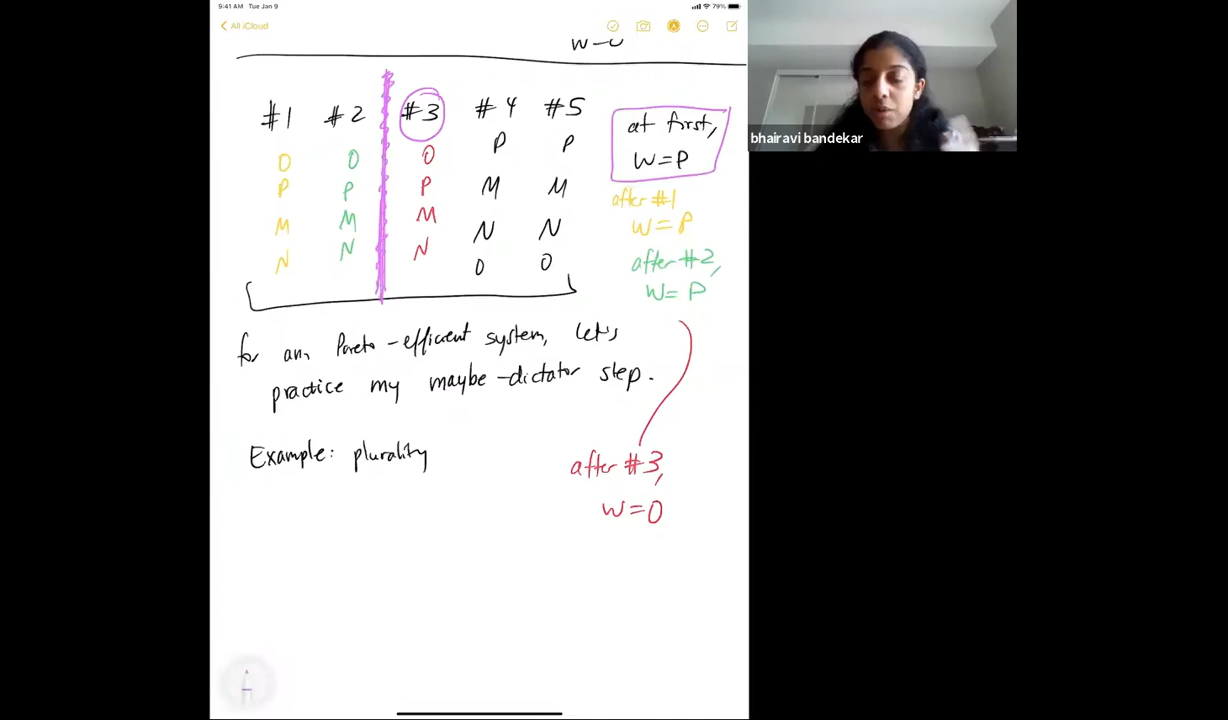 9:41 AM Tue Jan 9
79%
All iCloud
#1 #2 #3 #4 #5
O O O P P
P P P M M
M M M N N
N N N O O
at first,
W=P
after #1
W=P
after #2,
W=P
for any Pareto-efficient system, let's
practice my maybe-dictator step.
Example: plurality
after #3,
W=O
bhairavi bandekar